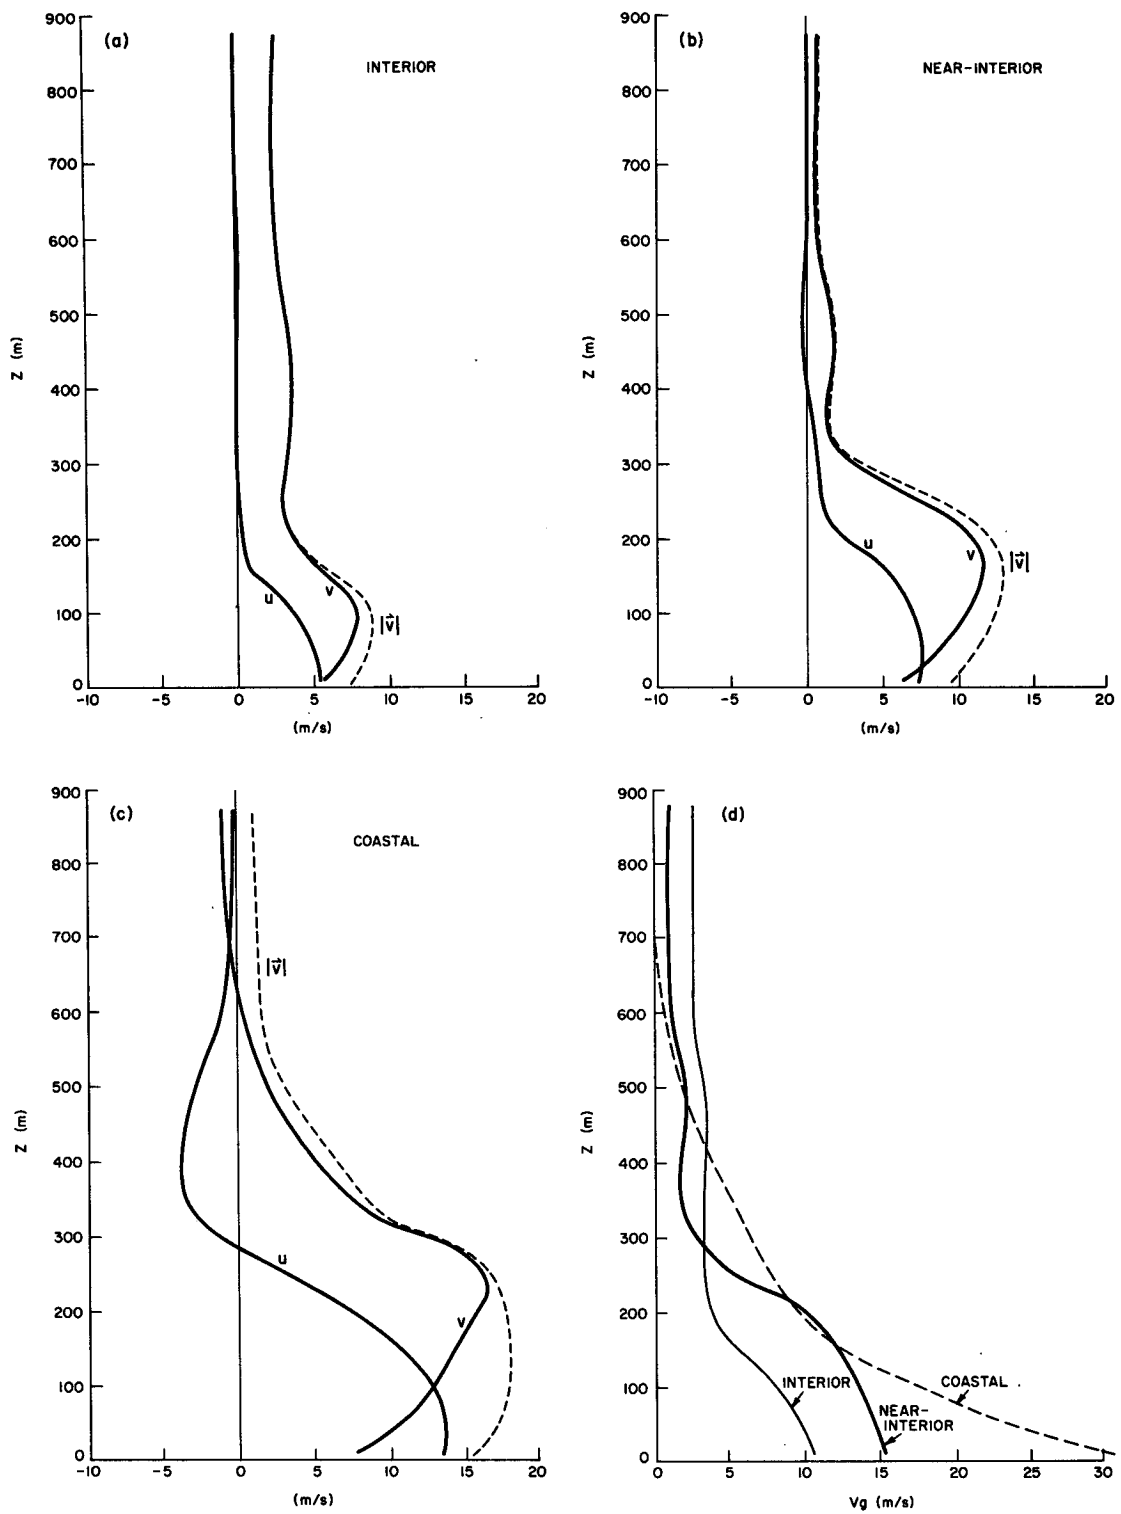 (a)
INTERIOR
900
800
700
600
500
400
300
200
100
0
Z (m)
-10 -5 0 5 10 15 20
(m/s)
u
v
|v⃗|
(b)
NEAR-INTERIOR
900
800
700
600
500
400
300
200
100
0
Z (m)
-10 -5 0 5 10 15 20
(m/s)
u
v
|v⃗|
(c)
COASTAL
900
800
700
600
500
400
300
200
100
0
Z (m)
-10 -5 0 5 10 15 20
(m/s)
|v⃗|
u
v
(d)
900
800
700
600
500
400
300
200
100
0
Z (m)
0 5 10 15 20 25 30
Vg (m/s)
INTERIOR
COASTAL
NEAR-
INTERIOR